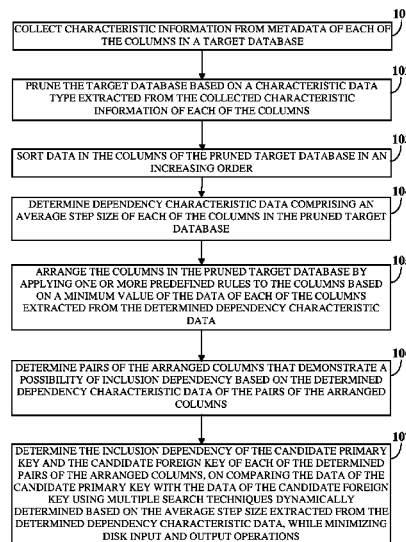 COLLECT CHARACTERISTIC INFORMATION FROM METADATA OF EACH OF
THE COLUMNS IN A TARGET DATABASE
PRUNE THE TARGET DATABASE BASED ON A CHARACTERISTIC DATA
TYPE EXTRACTED FROM THE COLLECTED CHARACTERISTIC
INFORMATION OF EACH OF THE COLUMNS
SORT DATA IN THE COLUMNS OF THE PRUNED TARGET DATABASE IN AN
INCREASING ORDER
DETERMINE DEPENDENCY CHARACTERISTIC DATA COMPRISING AN
AVERAGE STEP SIZE OF EACH OF THE COLUMNS IN THE PRUNED TARGET
DATABASE
ARRANGE THE COLUMNS IN THE PRUNED TARGET DATABASE BY
APPLYING ONE OR MORE PREDEFINED RULES TO THE COLUMNS BASED
ON A MINIMUM VALUE OF THE DATA OF EACH OF THE COLUMNS
EXTRACTED FROM THE DETERMINED DEPENDENCY CHARACTERISTIC
DATA
DETERMINE PAIRS OF THE ARRANGED COLUMNS THAT DEMONSTRATE A
POSSIBILITY OF INCLUSION DEPENDENCY BASED ON THE DETERMINED
DEPENDENCY CHARACTERISTIC DATA OF THE PAIRS OF THE ARRANGED
COLUMNS
DETERMINE THE INCLUSION DEPENDENCY OF THE CANDIDATE PRIMARY
KEY AND THE CANDIDATE FOREIGN KEY OF EACH OF THE DETERMINED
PAIRS OF THE ARRANGED COLUMNS, ON COMPARING THE DATA OF THE
CANDIDATE PRIMARY KEY WITH THE DATA OF THE CANDIDATE FOREIGN
KEY USING MULTIPLE SEARCH TECHNIQUES DYNAMICALLY
DETERMINED BASED ON THE AVERAGE STEP SIZE EXTRACTED FROM
THE DETERMINED DEPENDENCY CHARACTERISTIC DATA, WHILE MINIMIZING
DISK INPUT AND OUTPUT OPERATIONS